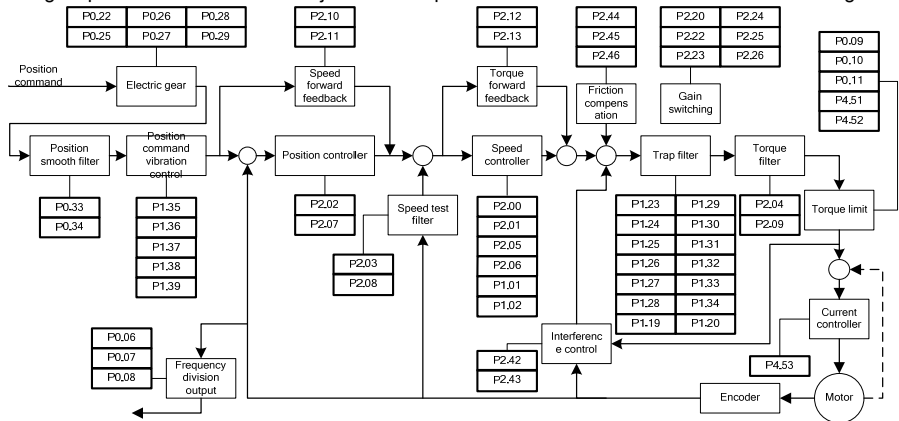 P0.22 P0.26 P0.28
P0.25 P0.27 P0.29
P2.10
P2.11
P2.12
P2.13
P2.44
P2.45
P2.46
P2.20 P2.24
P2.22 P2.25
P2.23 P2.26
P0.09
P0.10
P0.11
P4.51
P4.52
Position
command
Electric gear
Speed
forward
feedback
Torque
forward
feedback
Friction
compens
ation
Gain
switching
Position
smooth filter
Position
command
vibration
control
Position controller
Speed
controller
Trap filter
Torque
filter
Torque limit
P0.33
P0.34
P1.35
P1.36
P1.37
P1.38
P1.39
P2.02
P2.07
Speed test
filter
P2.03
P2.08
P2.00
P2.01
P2.05
P2.06
P1.01
P1.02
P1.23 P1.29
P1.24 P1.30
P1.25 P1.31
P1.26 P1.32
P1.27 P1.33
P1.28 P1.34
P1.19 P1.20
P2.04
P2.09
Current
controller
P4.53
Interferenc
e control
P2.42
P2.43
P0.06
P0.07
P0.08
Frequency
division
output
Encoder
Motor